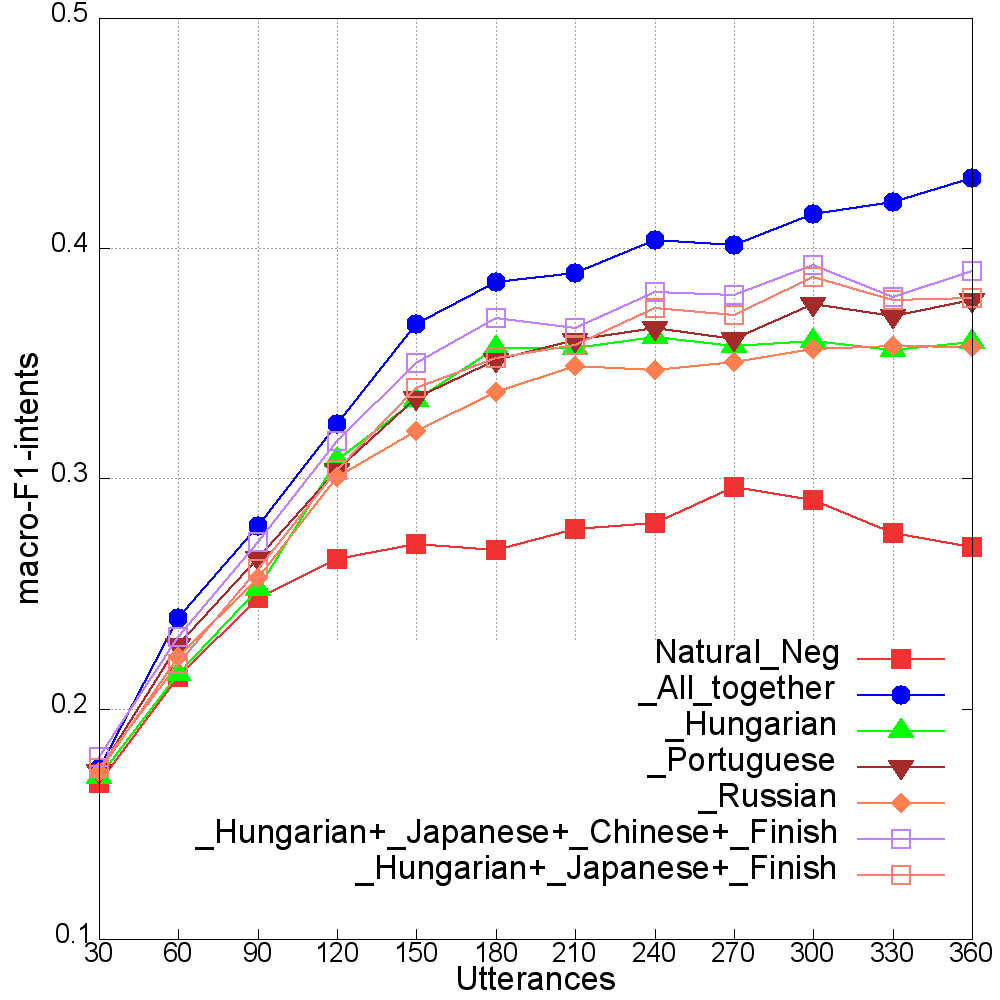 0.5
0.4
0.3
0.2
0.1
macro-F1-intents
Natural_Neg
_All_together
_Hungarian
_Portuguese
_Russian
_Hungarian+_Japanese+_Chinese+_Finish
_Hungarian+_Japanese+_Finish
30 60 90 120 150 180 210 240 270 300 330 360
Utterances